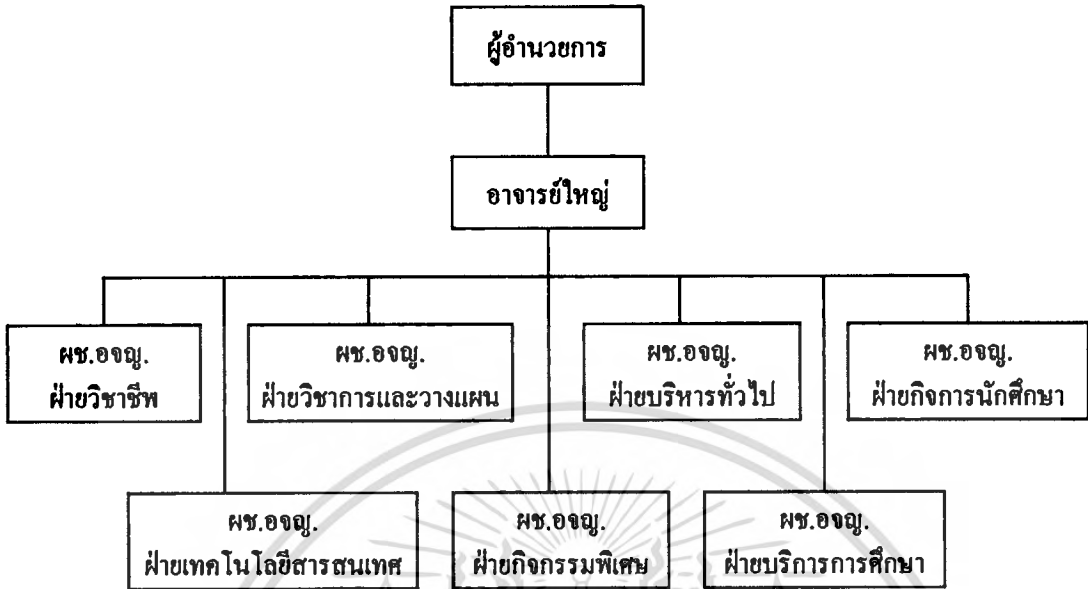 ผู้อำนวยการ
อาจารย์ใหญ่
ผช.อจญ.
ฝ่ายวิชาชีพ
ผช.อจญ.
ฝ่ายวิชาการและวางแผน
ผช.อจญ.
ฝ่ายบริหารทั่วไป
ผช.อจญ.
ฝ่ายกิจการนักศึกษา
ผช.อจญ.
ฝ่ายเทคโนโลยีสารสนเทศ
ผช.อจญ.
ฝ่ายกิจกรรมพิเศษ
ผช.อจญ.
ฝ่ายบริการการศึกษา